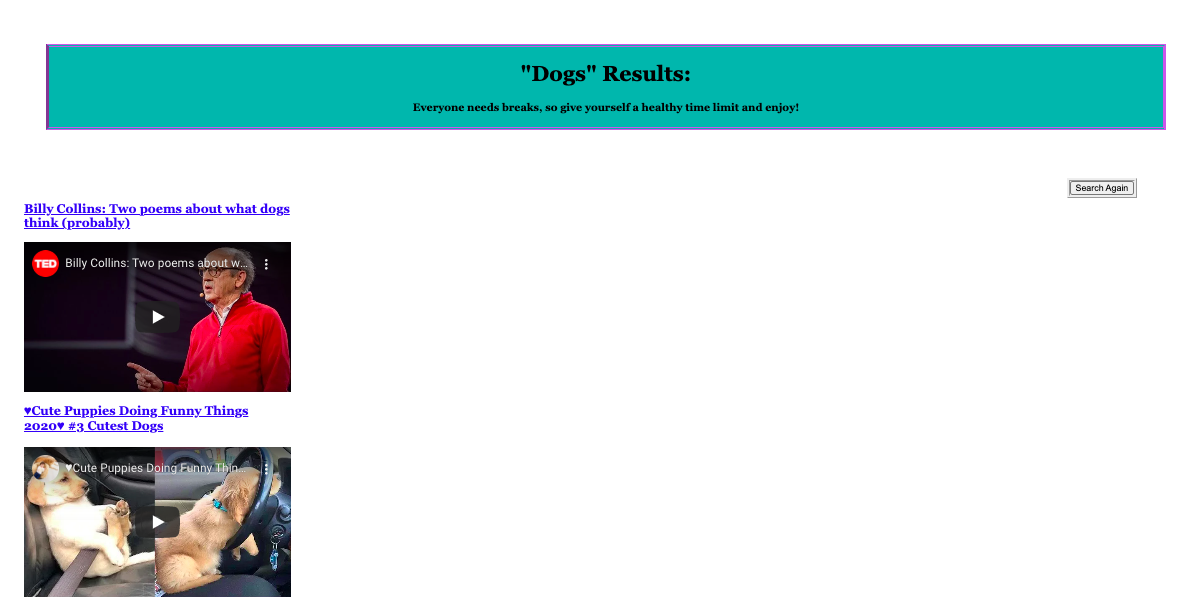 "Dogs" Results:
Everyone needs breaks, so give yourself a healthy time limit and enjoy!
Search Again
Billy Collins: Two poems about what dogs
think (probably)
TED
Billy Collins: Two poems about w...
♥Cute Puppies Doing Funny Things
2020♥ #3 Cutest Dogs
♥Cute Puppies Doing Funny Thin...